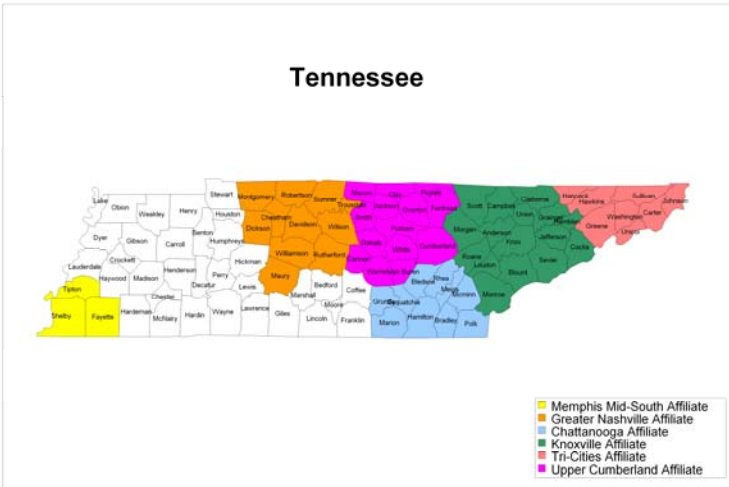 Tennessee
Stewart
Lake
Obion
Weakley
Henry
Houston
Montgomery
Robertson
Sumner
Trousdale
Macon
Clay
Pickett
Jackson
Overton
Fentress
Smith
Scott
Campbell
Claiborne
Hancock
Hawkins
Sullivan
Johnson
Union
Grainger
Hamblen
Greene
Washington
Carter
Unicoi
Dyer
Gibson
Carroll
Benton
Humphreys
Dickson
Cheatham
Davidson
Wilson
Putnam
Morgan
Anderson
Knox
Jefferson
Cocke
Lauderdale
Crockett
Haywood
Madison
Henderson
Decatur
Perry
Hickman
Williamson
Rutherford
Cannon
Dekalb
White
Cumberland
Roane
Loudon
Blount
Sevier
Tipton
Chester
Lewis
Maury
Marshall
Bedford
Coffee
Warren
Van Buren
Bledsoe
Rhea
Meigs
Mcminn
Monroe
Shelby
Fayette
Hardeman
McNairy
Hardin
Wayne
Lawrence
Giles
Lincoln
Moore
Franklin
Grundy
Sequatchie
Marion
Hamilton
Bradley
Polk
Memphis Mid-South Affiliate
Greater Nashville Affiliate
Chattanooga Affiliate
Knoxville Affiliate
Tri-Cities Affiliate
Upper Cumberland Affiliate